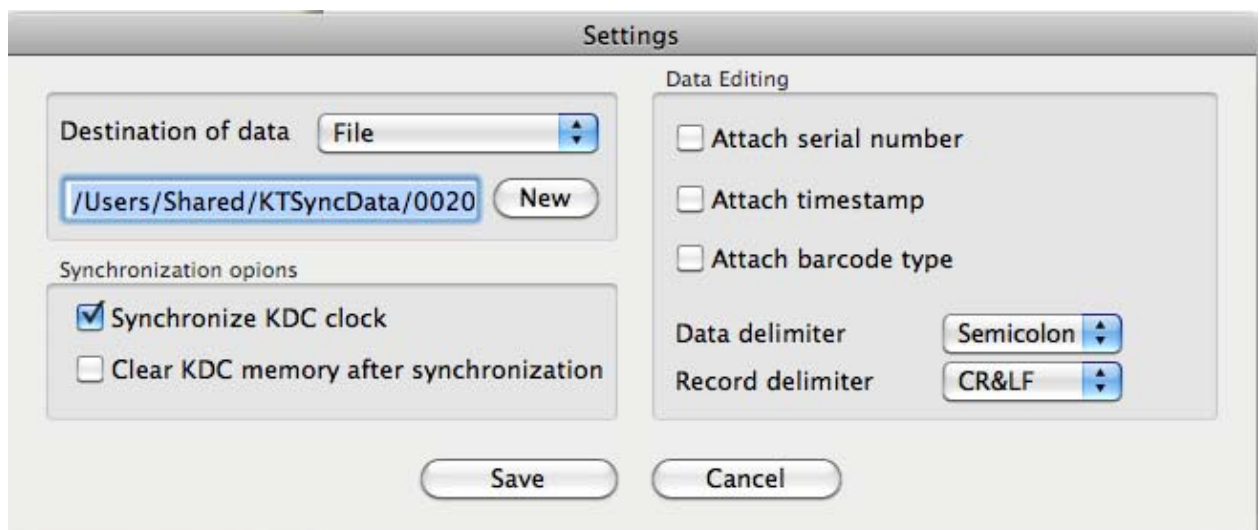 Settings
Destination of data File
/Users/Shared/KTSyncData/0020 New
Synchronization opions
Synchronize KDC clock
Clear KDC memory after synchronization
Data Editing
Attach serial number
Attach timestamp
Attach barcode type
Data delimiter Semicolon
Record delimiter CR&LF
Save Cancel